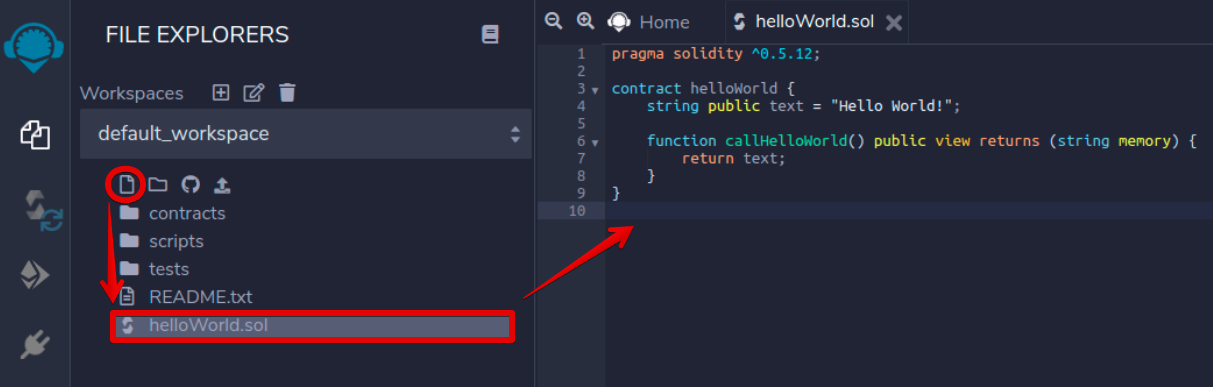 FILE EXPLORERS
Workspaces
default_workspace
contracts
scripts
tests
README.txt
helloWorld.sol
Home
helloWorld.sol
1 pragma solidity ^0.5.12;
2
3 contract helloWorld {
4     string public text = "Hello World!";
5
6     function callHelloWorld() public view returns (string memory) {
7         return text;
8     }
9 }
10